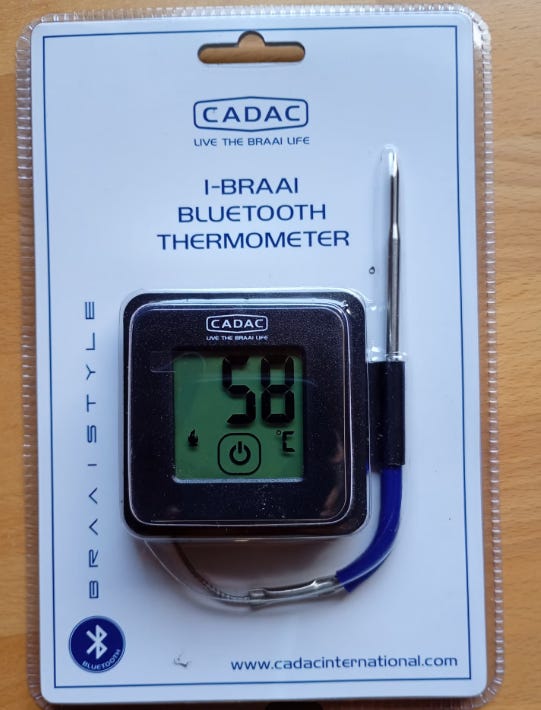 CADAC
LIVE THE BRAAI LIFE
I-BRAAI
BLUETOOTH
THERMOMETER
BRAAISTYLE
CADAC
LIVE THE BRAAI LIFE
58
°E
BLUETOOTH
www.cadacinternational.com